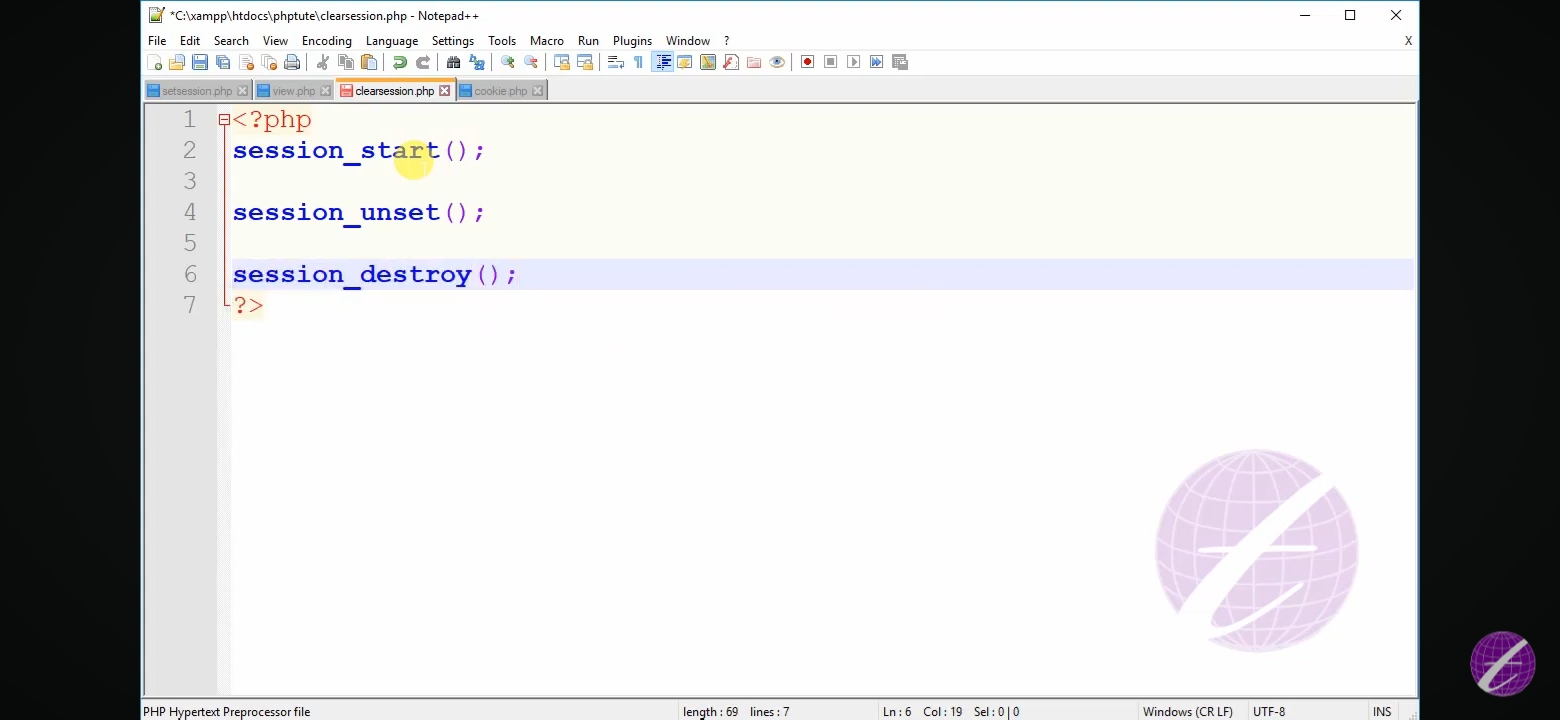 *C:\xampp\htdocs\phptute\clearsession.php - Notepad++
File Edit Search View Encoding Language Settings Tools Macro Run Plugins Window ? X
setsession.php view.php clearsession.php cookie.php
1 <?php
2 session_start();
3
4 session_unset();
5
6 session_destroy();
7 ?>
PHP Hypertext Preprocessor file length : 69 lines : 7 Ln : 6 Col : 19 Sel : 0 | 0 Windows (CR LF) UTF-8 INS